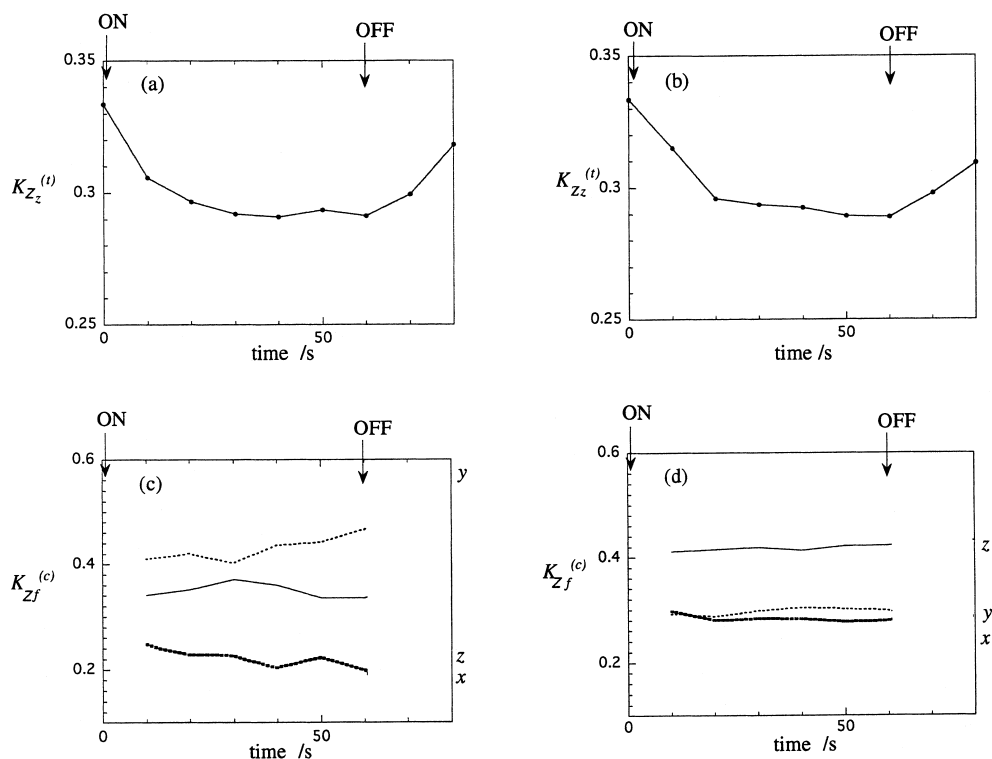 ON
OFF
0.35
(a)
K_{Z_z}^{(t)}
0.3
0.25
0
50
time /s
ON
OFF
0.35
(b)
K_{Z_z}^{(t)}
0.3
0.25
0
50
time /s
ON
OFF
0.6
(c)
y
0.4
K_{Zf}^{(c)}
0.2
z
x
0
50
time /s
ON
OFF
0.6
(d)
0.4
z
K_{Zf}^{(c)}
0.2
y
x
0
50
time /s